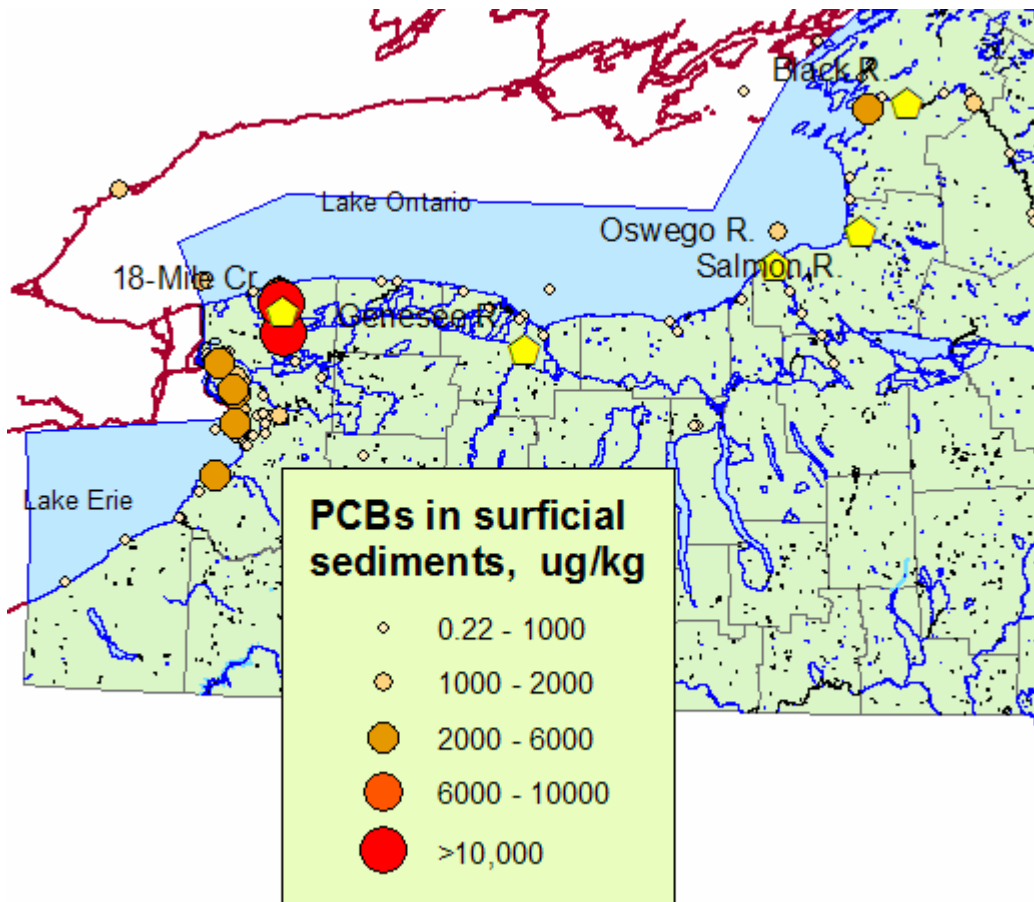 Black R.
Lake Ontario
Oswego R.
Salmon R.
18-Mile Cr.
Genesee R.
Lake Erie
PCBs in surficial
sediments, ug/kg
0.22 - 1000
1000 - 2000
2000 - 6000
6000 - 10000
>10,000